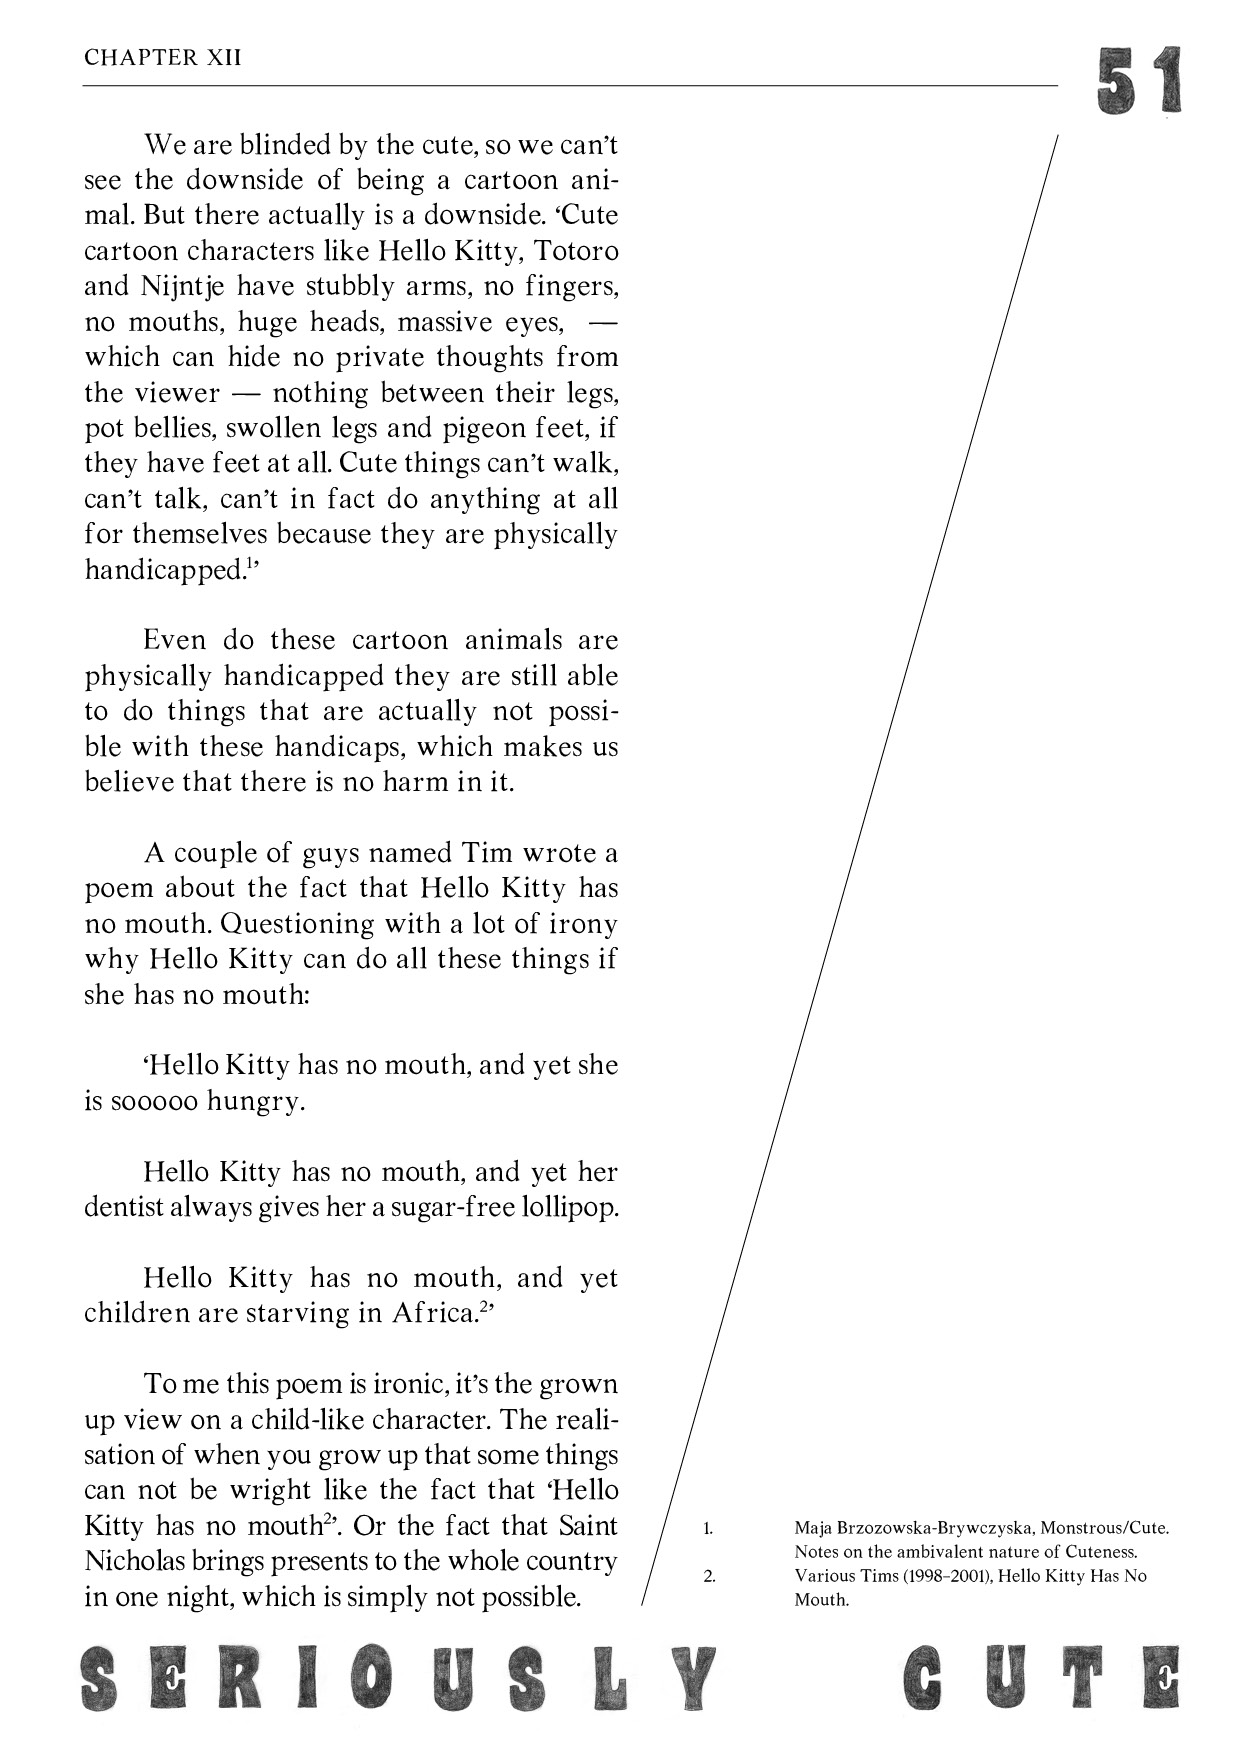 CHAPTER XII
51
We are blinded by the cute, so we can’t
see the downside of being a cartoon ani-
mal. But there actually is a downside. ‘Cute
cartoon characters like Hello Kitty, Totoro
and Nijntje have stubbly arms, no fingers,
no mouths, huge heads, massive eyes, —
which can hide no private thoughts from
the viewer — nothing between their legs,
pot bellies, swollen legs and pigeon feet, if
they have feet at all. Cute things can’t walk,
can’t talk, can’t in fact do anything at all
for themselves because they are physically
handicapped.¹’
Even do these cartoon animals are
physically handicapped they are still able
to do things that are actually not possi-
ble with these handicaps, which makes us
believe that there is no harm in it.
A couple of guys named Tim wrote a
poem about the fact that Hello Kitty has
no mouth. Questioning with a lot of irony
why Hello Kitty can do all these things if
she has no mouth:
‘Hello Kitty has no mouth, and yet she
is sooooo hungry.
Hello Kitty has no mouth, and yet her
dentist always gives her a sugar-free lollipop.
Hello Kitty has no mouth, and yet
children are starving in Africa.²’
To me this poem is ironic, it’s the grown
up view on a child-like character. The reali-
sation of when you grow up that some things
can not be wright like the fact that ‘Hello
Kitty has no mouth²’. Or the fact that Saint
Nicholas brings presents to the whole country
in one night, which is simply not possible.
1. Maja Brzozowska-Brywczyska, Monstrous/Cute.
Notes on the ambivalent nature of Cuteness.
2. Various Tims (1998–2001), Hello Kitty Has No
Mouth.
SERIOUSLY CUTE